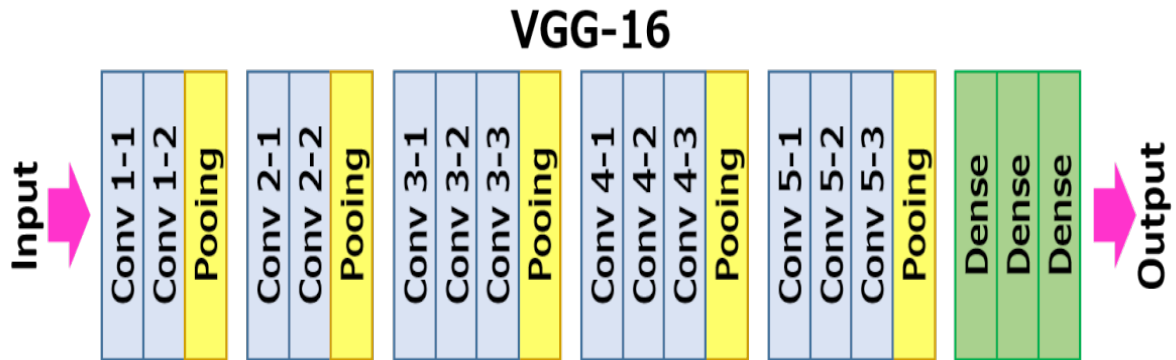 VGG-16
Input
Conv 1-1
Conv 1-2
Pooing
Conv 2-1
Conv 2-2
Pooing
Conv 3-1
Conv 3-2
Conv 3-3
Pooing
Conv 4-1
Conv 4-2
Conv 4-3
Pooing
Conv 5-1
Conv 5-2
Conv 5-3
Pooing
Dense
Dense
Dense
Output